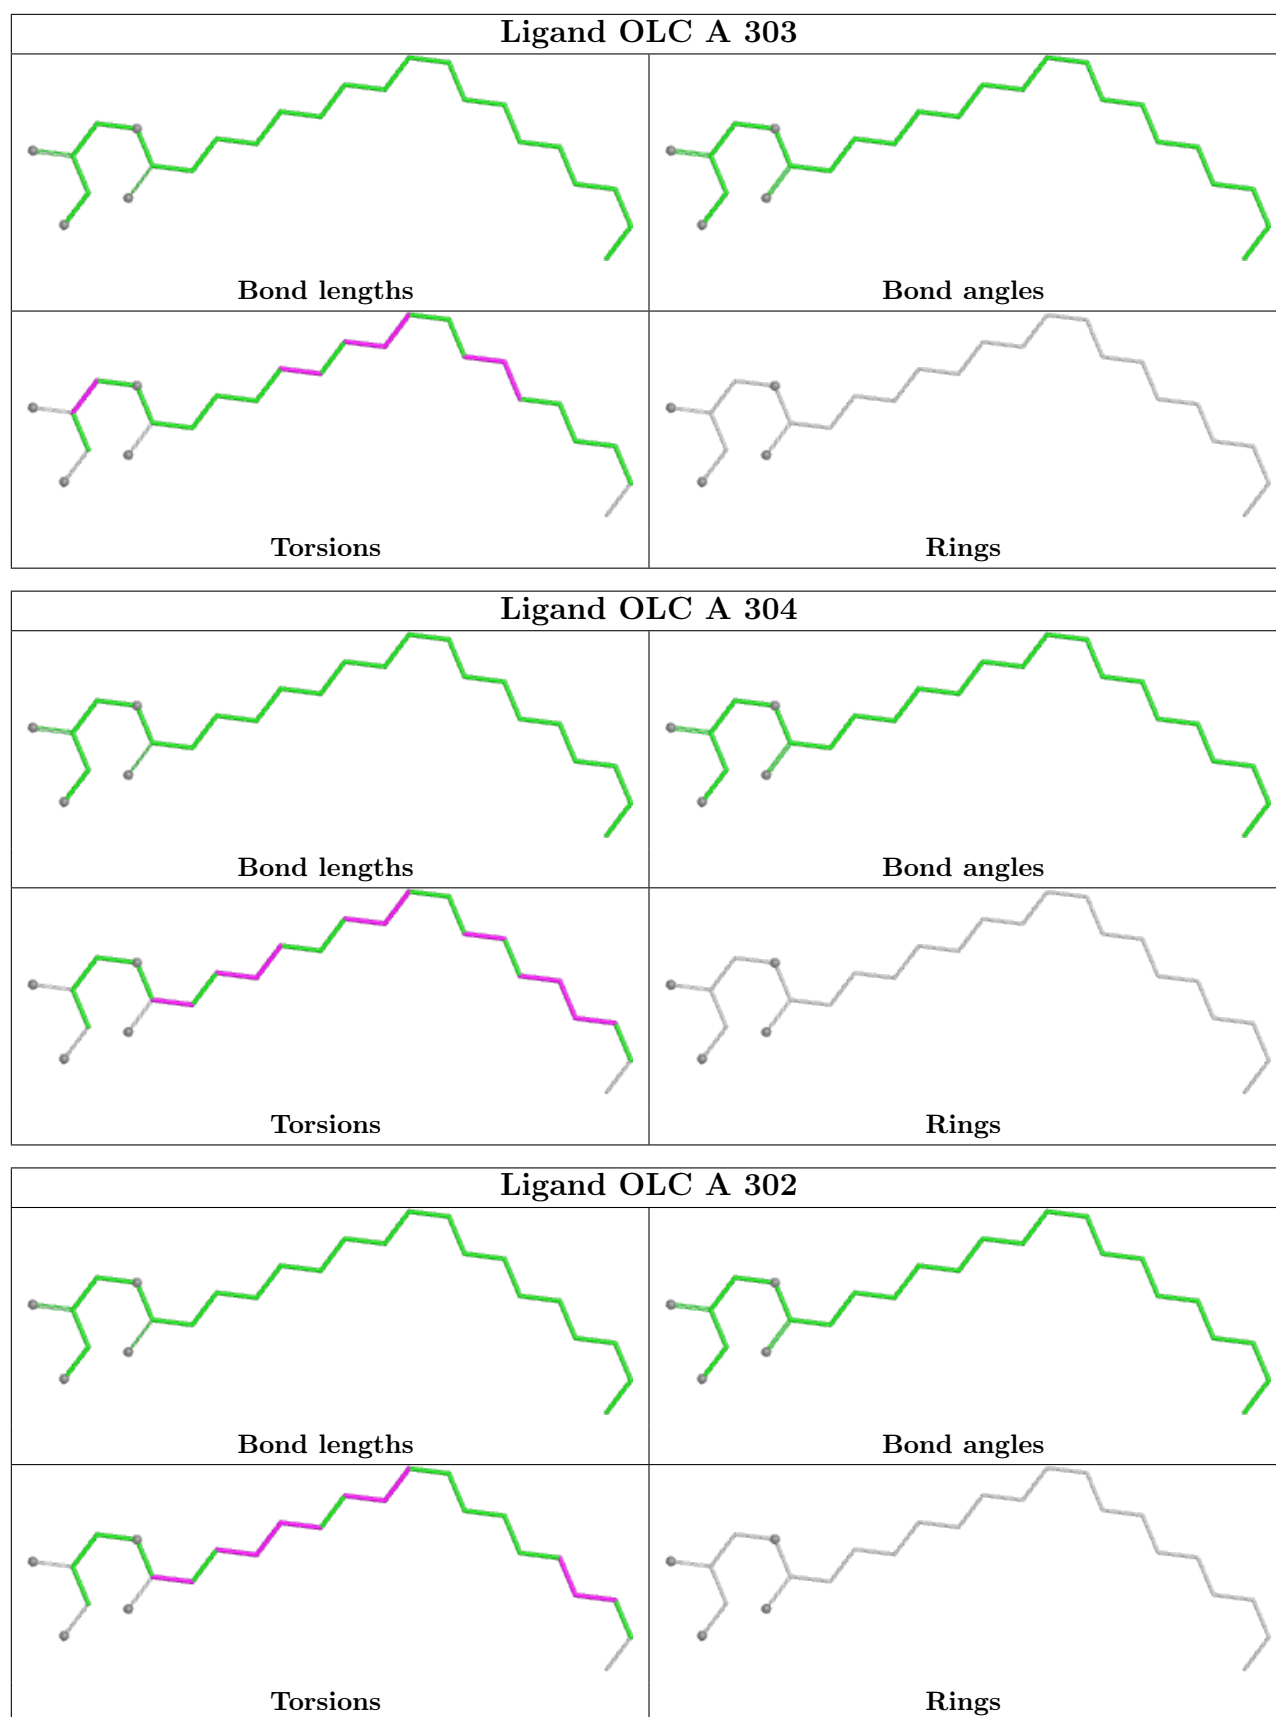 Ligand OLC A 303
Bond lengths
Bond angles
Torsions
Rings
Ligand OLC A 304
Bond lengths
Bond angles
Torsions
Rings
Ligand OLC A 302
Bond lengths
Bond angles
Torsions
Rings